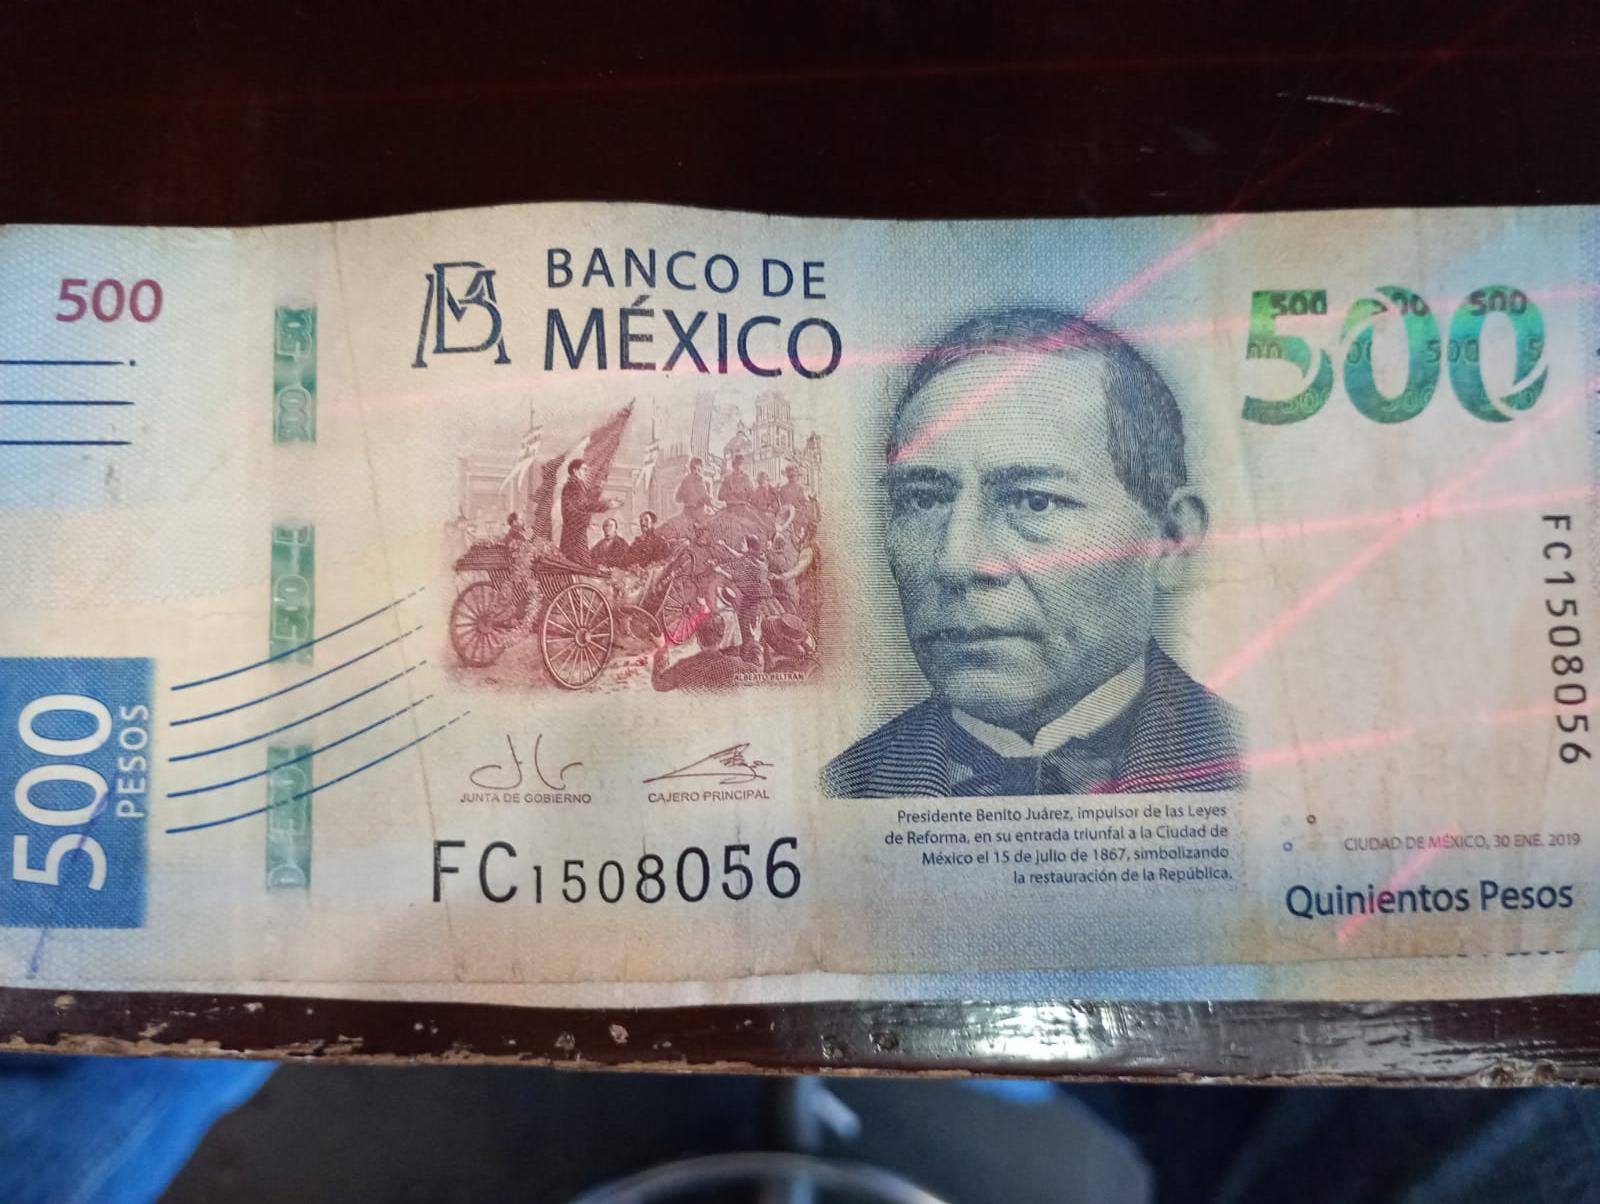 500
BANCO DE
MÉXICO
500
FC1508056
500
PESOS
ALBERTO BELTRÁN
JUNTA DE GOBIERNO
CAJERO PRINCIPAL
FC1508056
Presidente Benito Juárez, impulsor de las Leyes
de Reforma, en su entrada triunfal a la Ciudad de
México el 15 de julio de 1867, simbolizando
la restauración de la República.
CIUDAD DE MÉXICO, 30 ENE. 2019
Quinientos Pesos